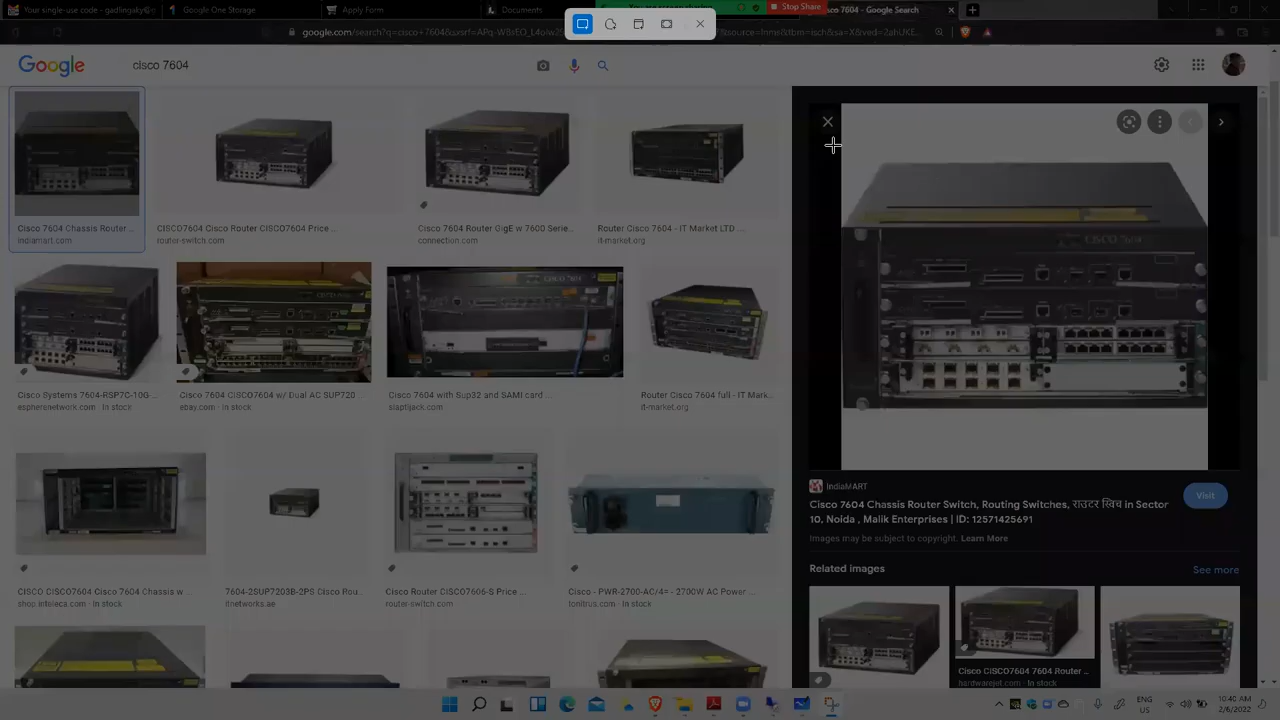 Your single-use code - gadlingsky@
Google One Storage
Apply Form
Documents
Stop Share
Cisco 7604 - Google Search
Google
cisco 7604
Cisco 7604 Chassis Router ...
indiamart.com
CISCO7604 Cisco Router CISCO7604 Price ...
router-switch.com
Cisco 7604 Router GigE w 7600 Serie...
connection.com
Router Cisco 7604 - IT Market LTD ...
it-market.org
Cisco Systems 7604-RSP7C-10G-...
espherenetwork.com · In stock
Cisco 7604 CISCO7604 w/ Dual AC SUP720 ...
ebay.com · In stock
Cisco 7604 with Sup32 and SAMI card ...
slaptijack.com
Router Cisco 7604 full - IT Mark...
it-market.org
CISCO CISCO7604 Cisco 7604 Chassis w ...
shop.inteleca.com · In stock
7604-2SUP7203B-2PS Cisco Rou...
itnetworks.ae
Cisco Router CISCO7606-S Price ...
router-switch.com
Cisco - PWR-2700-AC/4= - 2700W AC Power ...
tonitrus.com · In stock
IndiaMART
Cisco 7604 Chassis Router Switch, Routing Switches, राउटर स्विच in Sector
10, Noida , Malik Enterprises | ID: 12571425691
Visit
Images may be subject to copyright. Learn More
Related images
See more
Cisco CISCO7604 7604 Router ...
hardwarejet.com · In stock
ENG
US
10:40 AM
2/6/2022